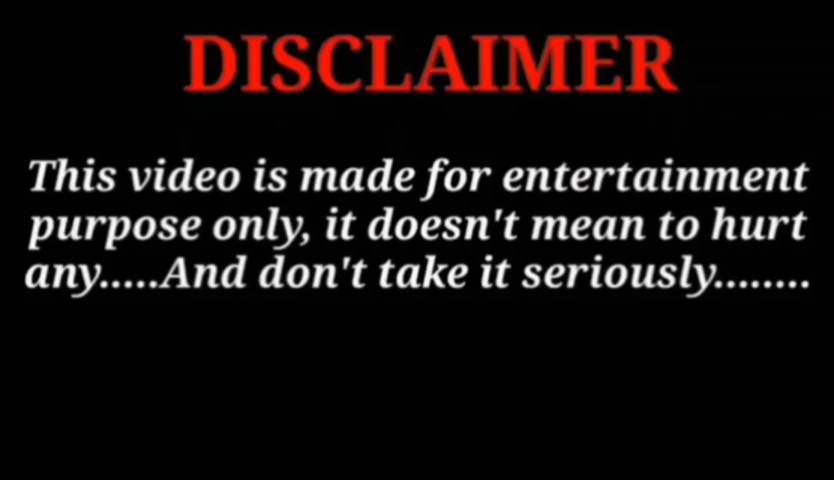 DISCLAIMER
This video is made for entertainment
purpose only, it doesn't mean to hurt
any.....And don't take it seriously........